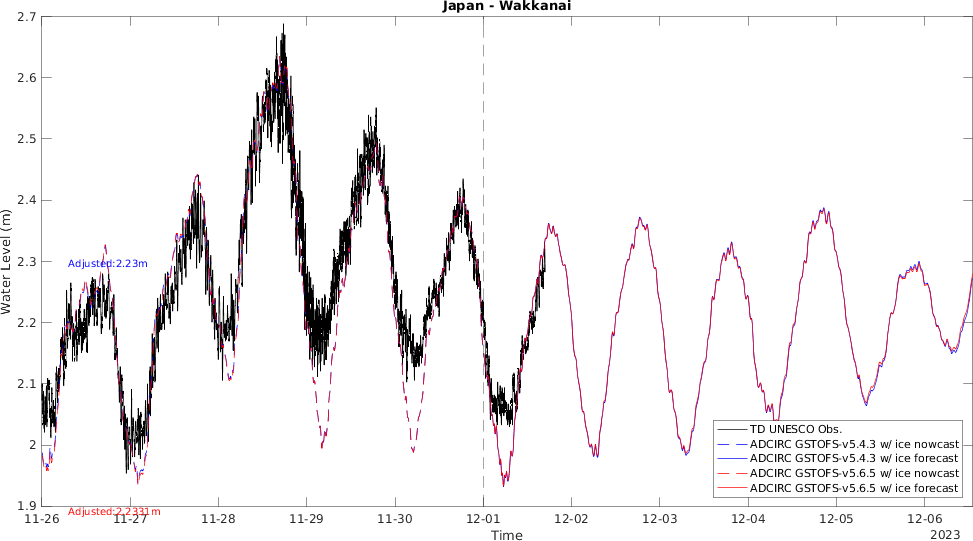 Japan - Wakkanai
2.7
2.6
2.5
2.4
2.3
2.2
2.1
2
1.9
Water Level (m)
Adjusted:2.23m
Adjusted:2.2331m
TD UNESCO Obs.
ADCIRC GSTOFS-v5.4.3 w/ ice nowcast
ADCIRC GSTOFS-v5.4.3 w/ ice forecast
ADCIRC GSTOFS-v5.6.5 w/ ice nowcast
ADCIRC GSTOFS-v5.6.5 w/ ice forecast
11-26 11-27 11-28 11-29 11-30 12-01 12-02 12-03 12-04 12-05 12-06
Time
2023